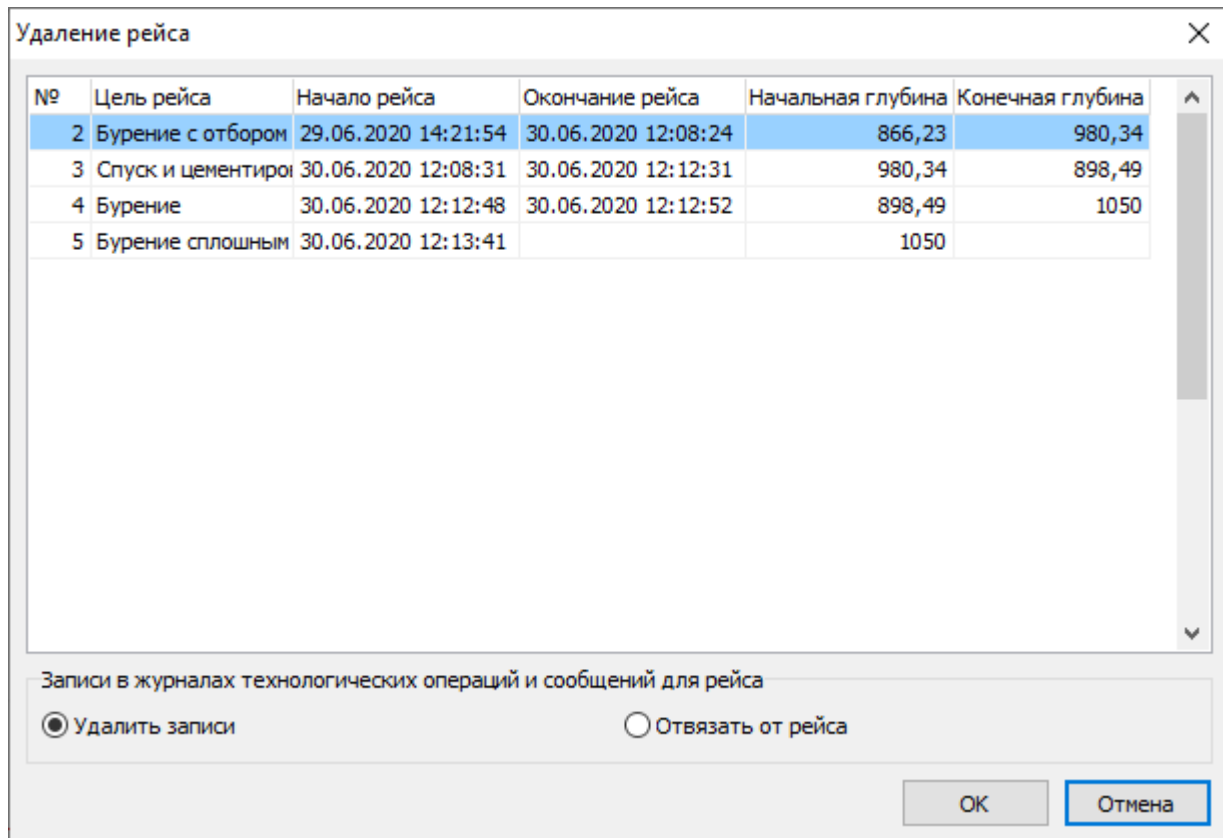 Удаление рейса
№ Цель рейса Начало рейса Окончание рейса Начальная глубина Конечная глубина
2 Бурение с отбором 29.06.2020 14:21:54 30.06.2020 12:08:24 866,23 980,34
3 Спуск и цементиро 30.06.2020 12:08:31 30.06.2020 12:12:31 980,34 898,49
4 Бурение 30.06.2020 12:12:48 30.06.2020 12:12:52 898,49 1050
5 Бурение сплошным 30.06.2020 12:13:41 1050
Записи в журналах технологических операций и сообщений для рейса
Удалить записи Отвязать от рейса
ОК Отмена